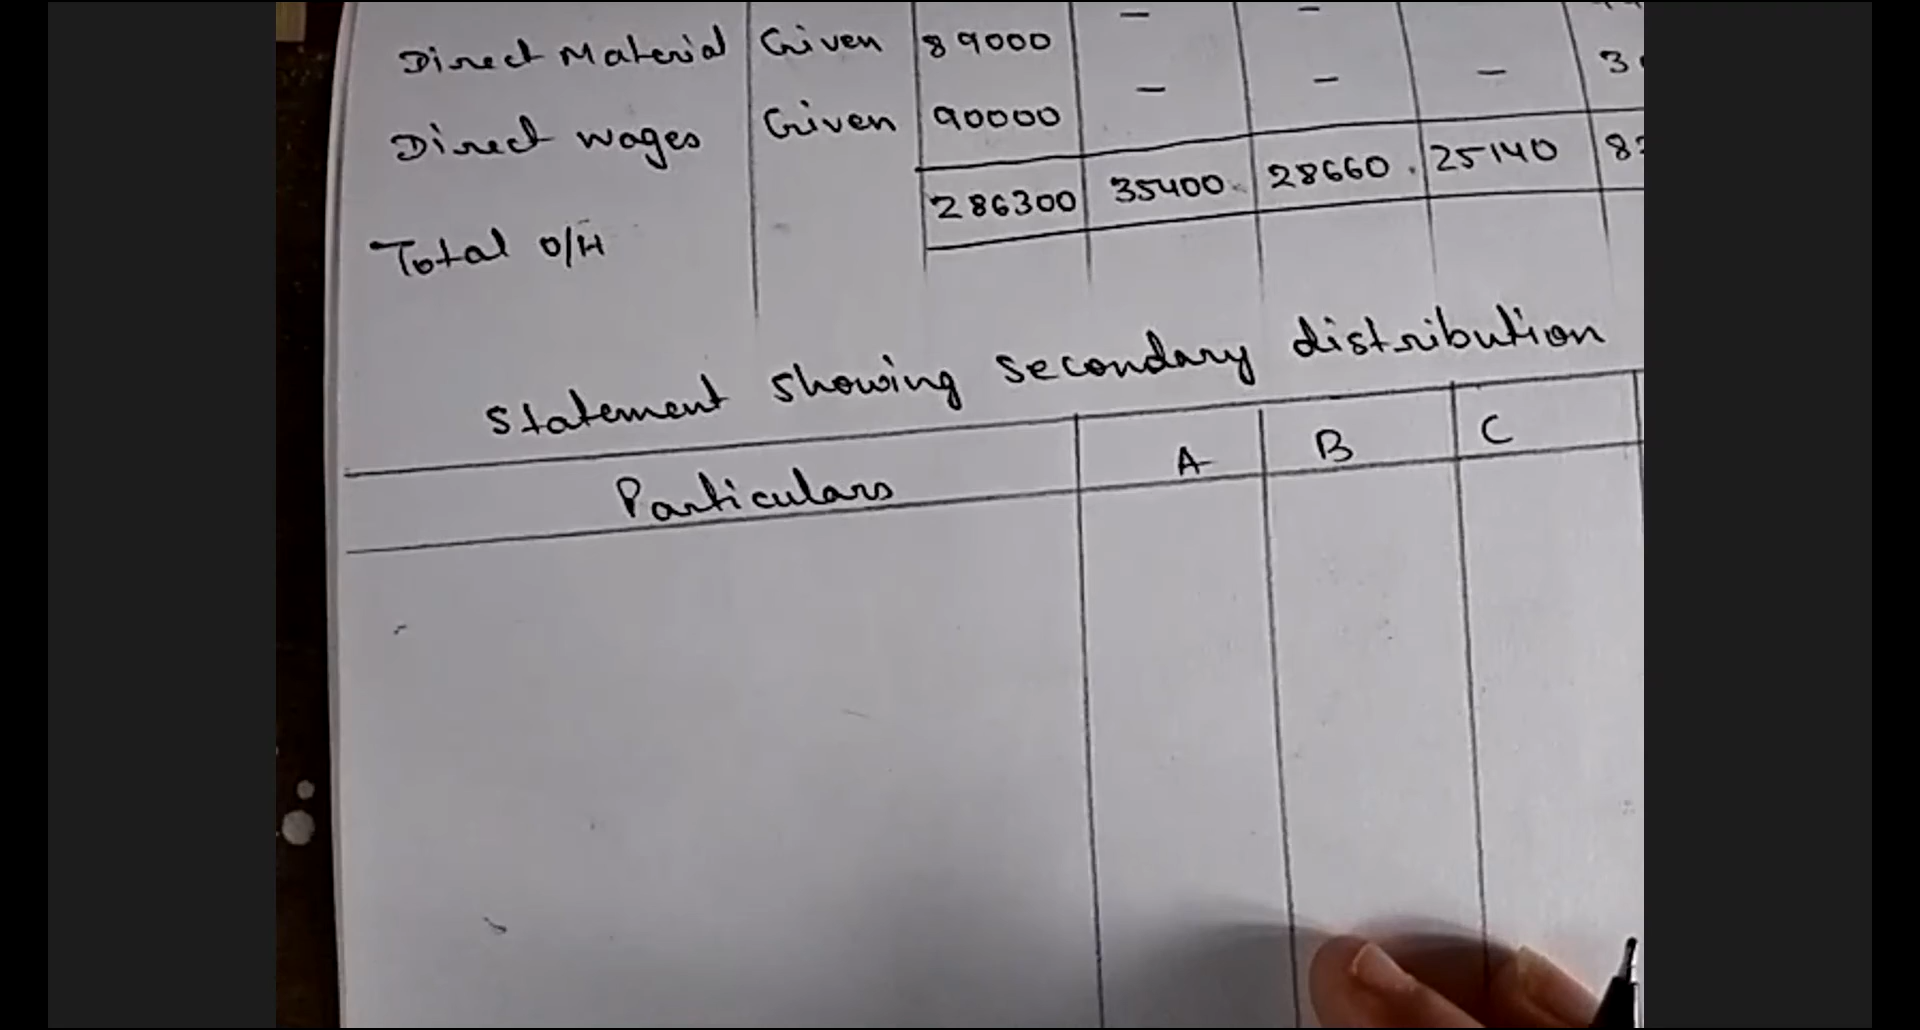 Direct Material Given 89000 - -
Direct wages Given 90000 - - - 3
Total O/H 286300 35400 28660 25140 8
Statement showing secondary distribution
Particulars A B C